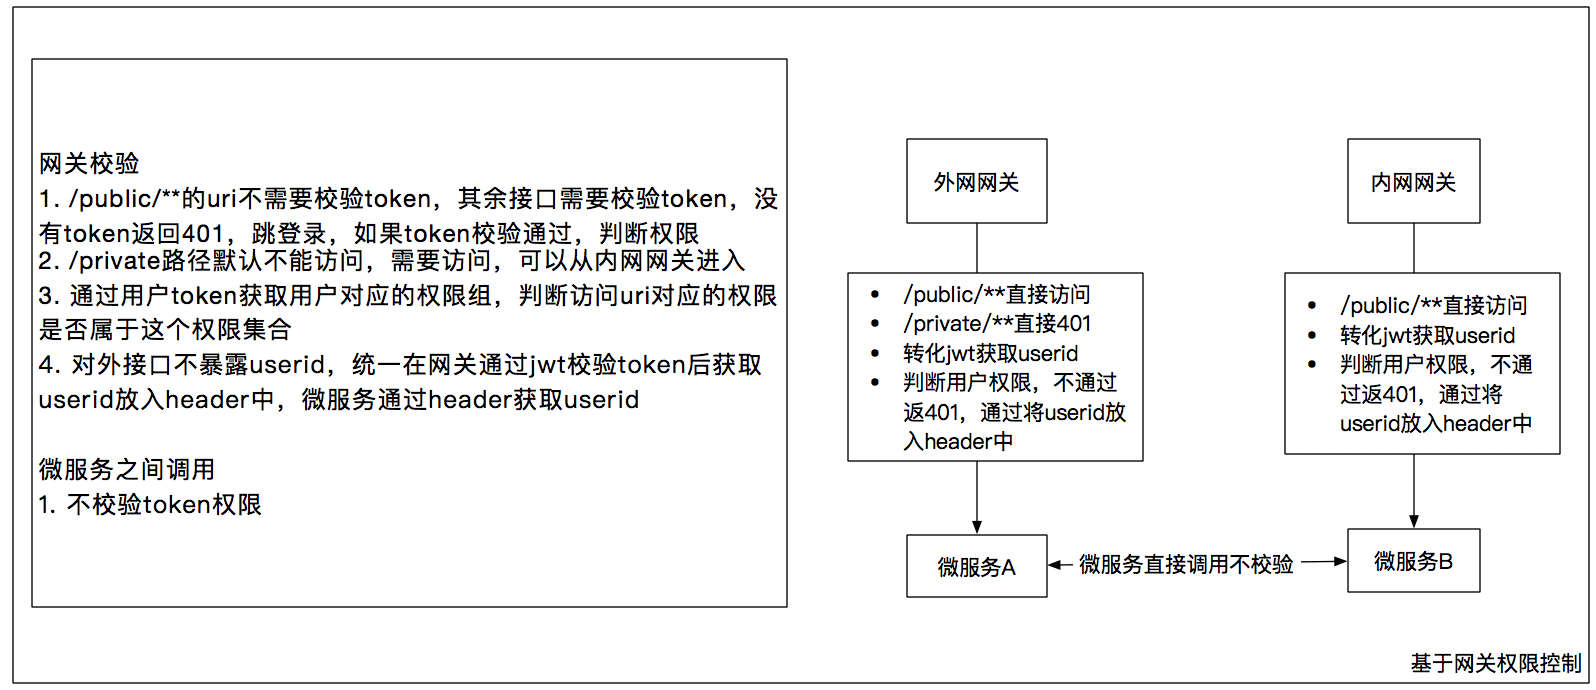 网关校验
1. /public/**的uri不需要校验token，其余接口需要校验token，没
有token返回401，跳登录，如果token校验通过，判断权限
2. /private路径默认不能访问，需要访问，可以从内网网关进入
3. 通过用户token获取用户对应的权限组，判断访问uri对应的权限
是否属于这个权限集合
4. 对外接口不暴露userid，统一在网关通过jwt校验token后获取
userid放入header中，微服务通过header获取userid
微服务之间调用
1. 不校验token权限
外网网关
• /public/**直接访问
• /private/**直接401
• 转化jwt获取userid
• 判断用户权限，不通过
返401，通过将userid放
入header中
微服务A
微服务直接调用不校验
内网网关
• /public/**直接访问
• 转化jwt获取userid
• 判断用户权限，不通
过返401，通过将
userid放入header中
微服务B
基于网关权限控制